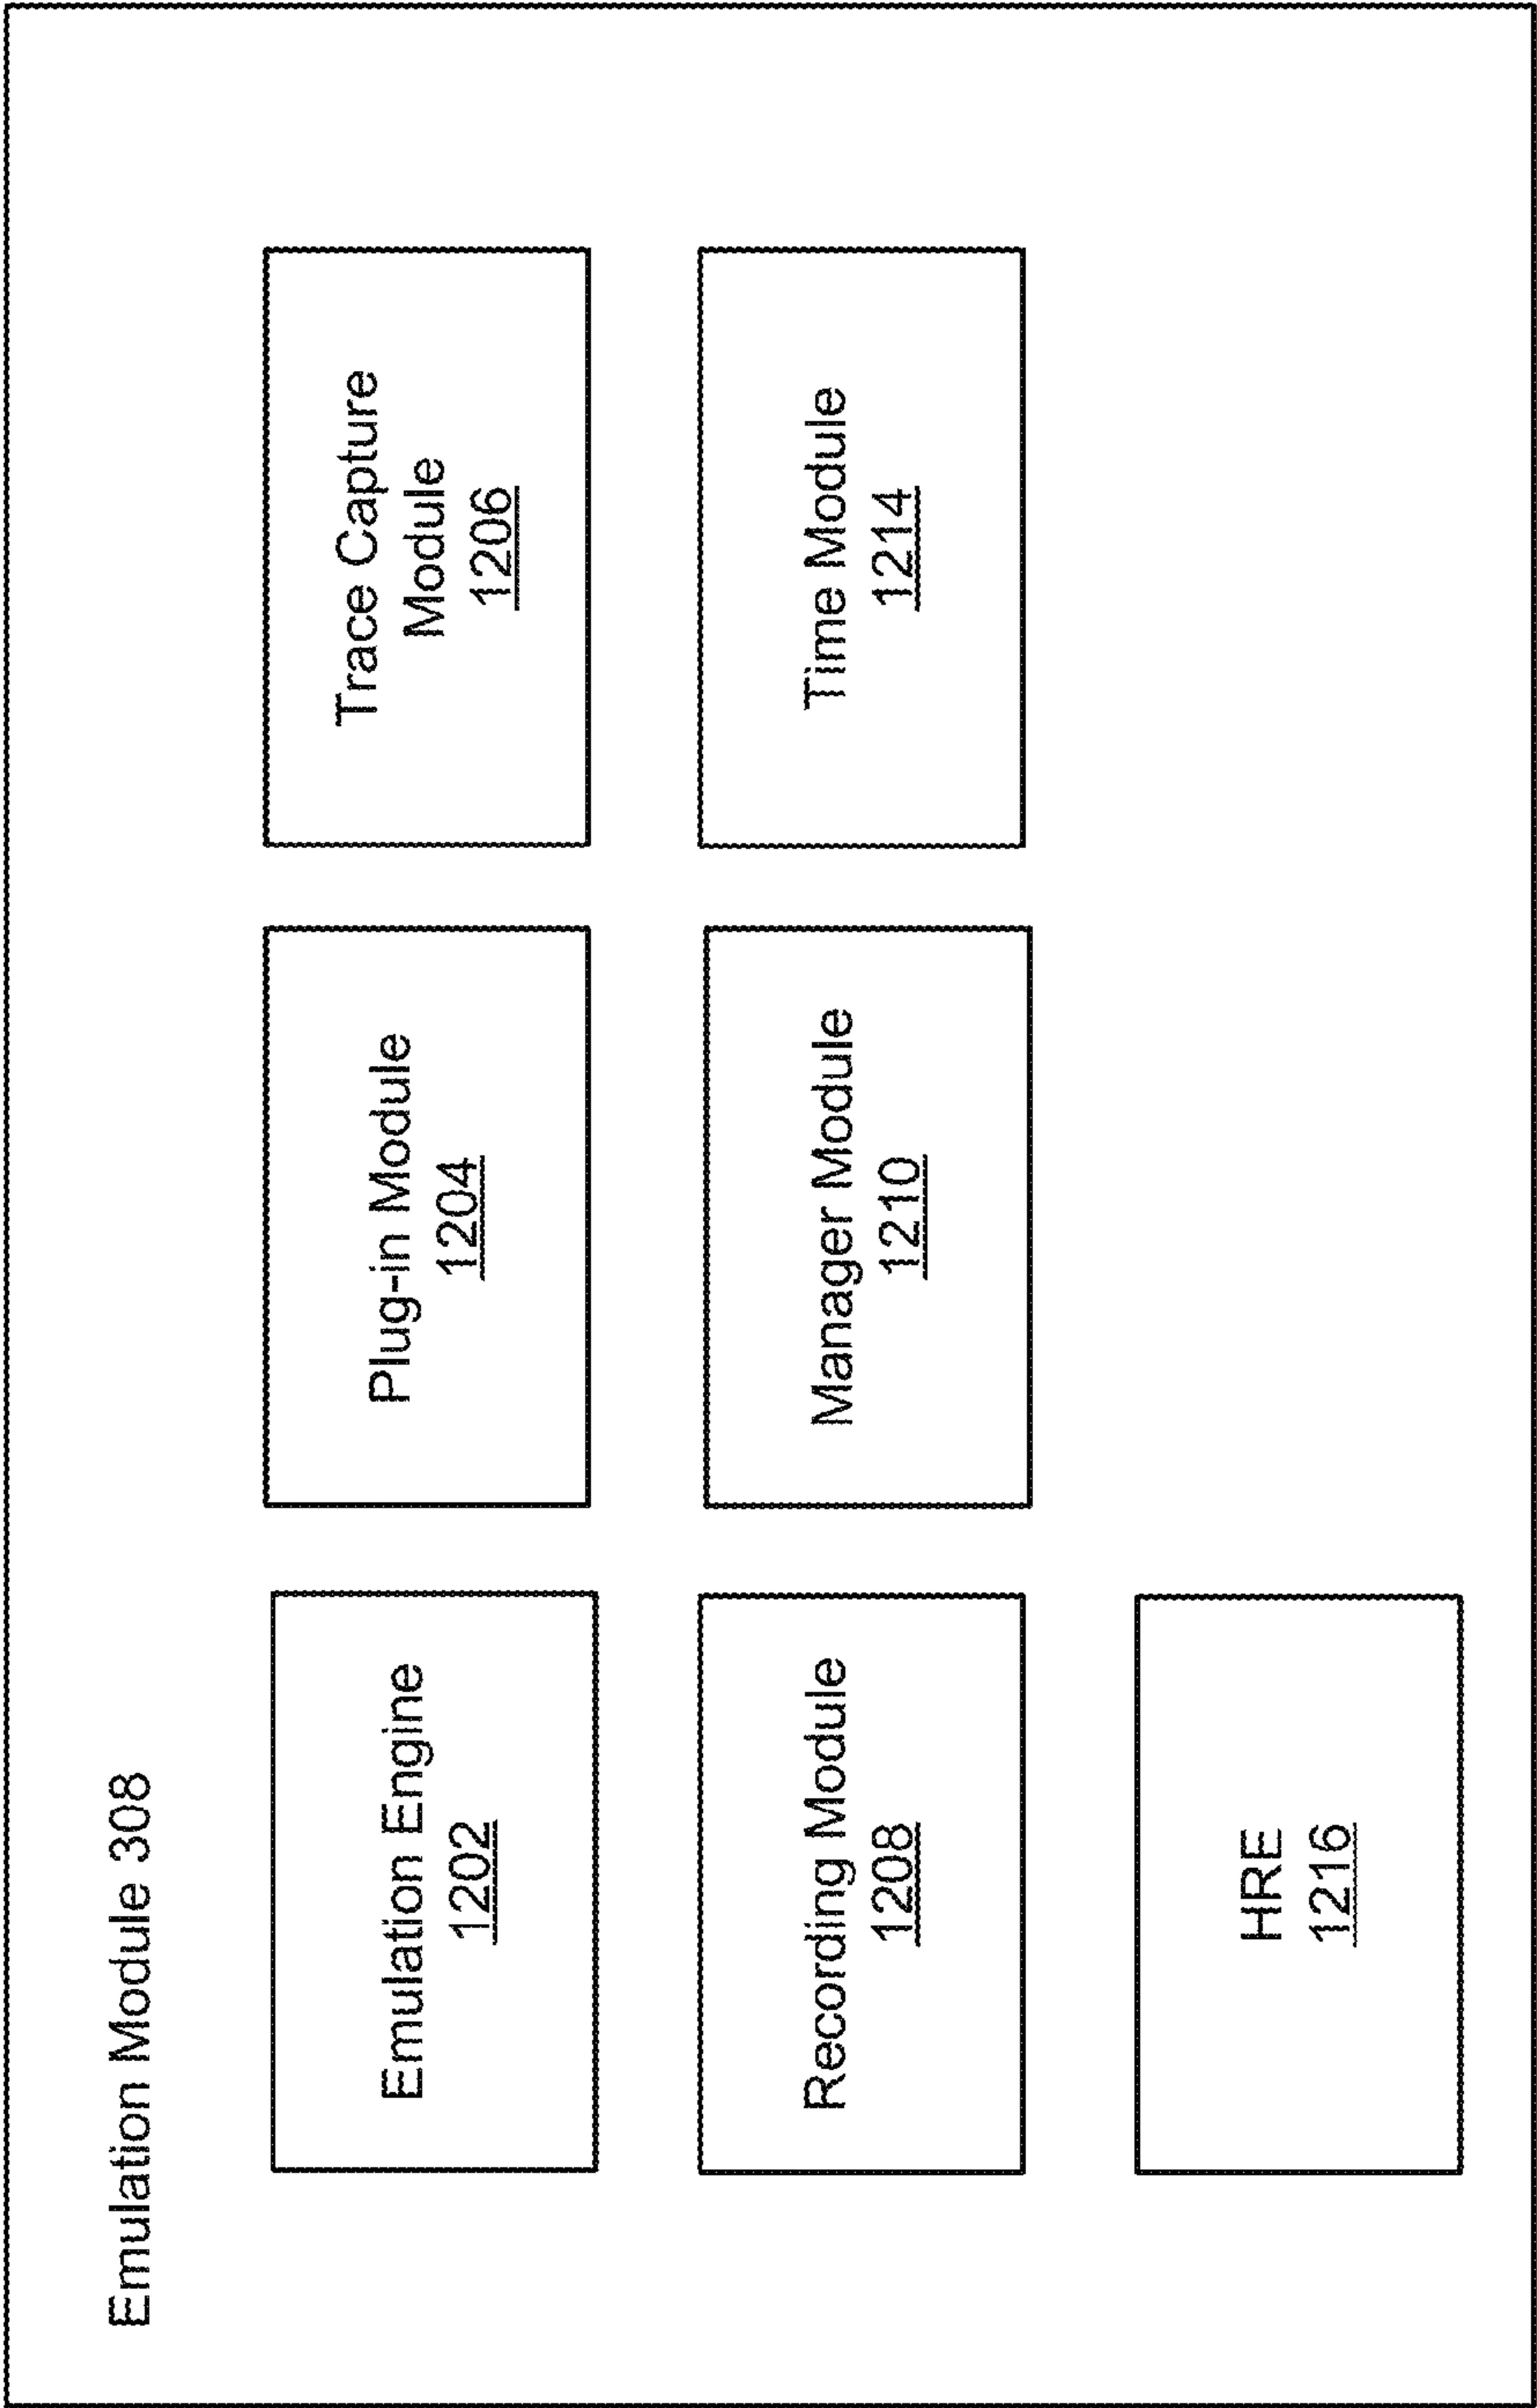 Emulation Module 308
Emulation Engine
1202
Plug-in Module
1204
Trace Capture
Module
1206
Recording Module
1208
Manager Module
1210
Time Module
1214
HRE
1216